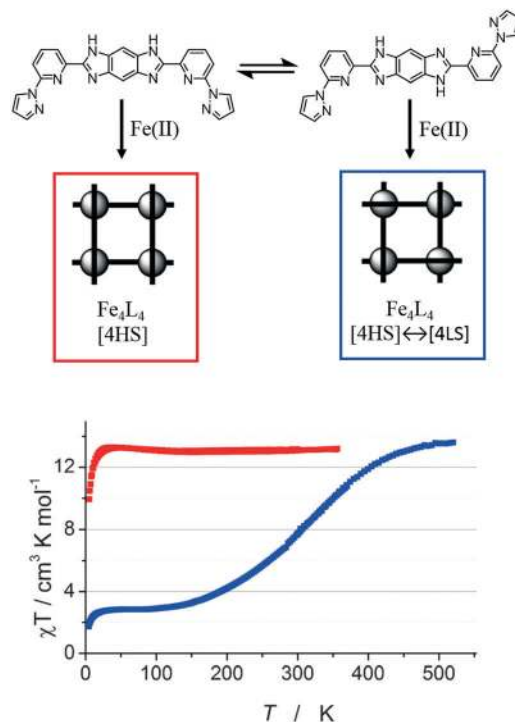 H
N
N
H
N
N
N
N
N
N
N
N
H
N
N
N
N
H
N
N
N
N
N
N
N
Fe(II)
Fe(II)
Fe₄L₄
[4HS]
Fe₄L₄
[4HS]↔[4LS]
χT / cm³ K mol⁻¹
12
8
4
0
0 100 200 300 400 500
T / K